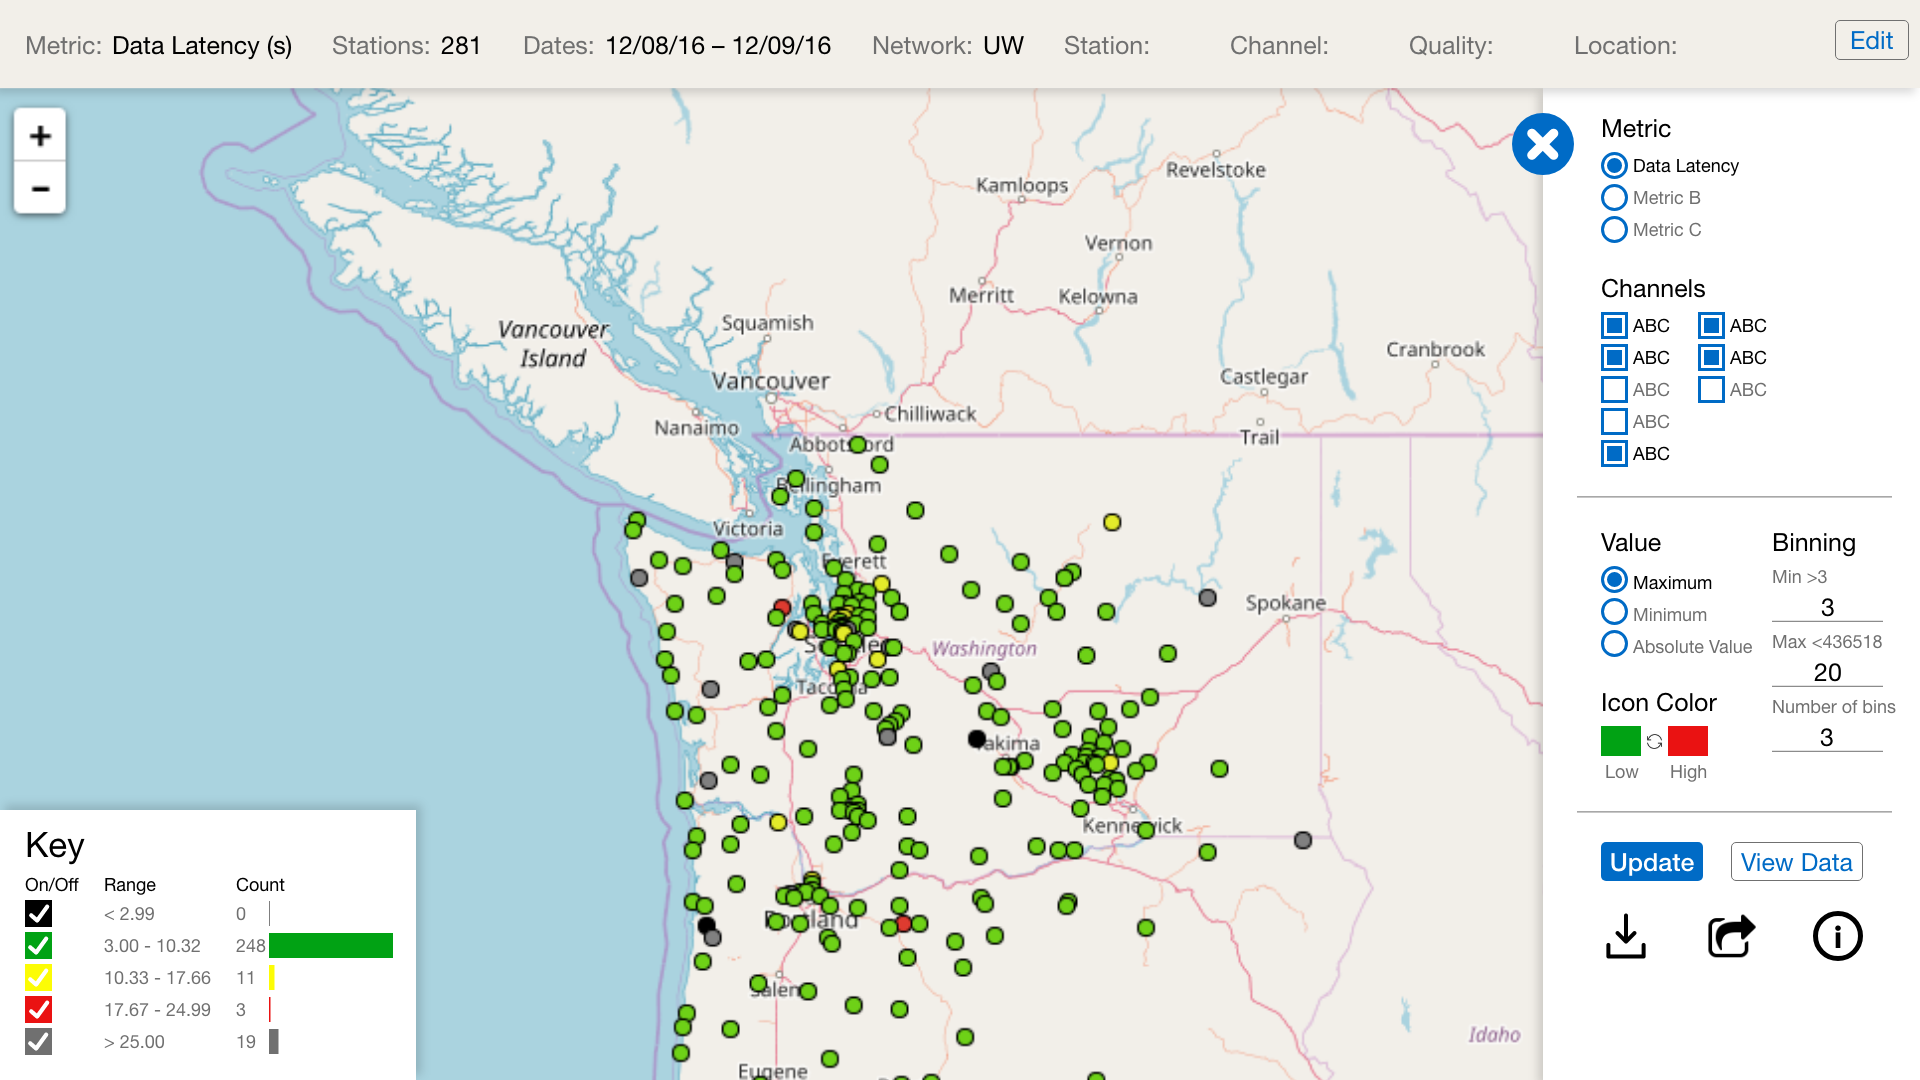 Metric: Data Latency (s) Stations: 281 Dates: 12/08/16 – 12/09/16 Network: UW Station: Channel: Quality: Location: Edit
+
−
Kamloops
Revelstoke
Vernon
Merritt
Kelowna
Squamish
Vancouver
Island
Cranbrook
Castlegar
Vancouver
Chilliwack
Nanaimo
Trail
Abbotsford
Bellingham
Victoria
Everett
Spokane
Washington
Seattle
Tacoma
Yakima
Kennewick
Portland
Salem
Idaho
Eugene
Metric
Data Latency
Metric B
Metric C
Channels
ABC ABC
ABC ABC
ABC ABC
ABC
ABC
Value
Maximum
Minimum
Absolute Value
Binning
Min >3
3
Max <436518
20
Number of bins
3
Icon Color
Low High
Update View Data
i
Key
On/Off Range Count
< 2.99 0
3.00 - 10.32 248
10.33 - 17.66 11
17.67 - 24.99 3
> 25.00 19